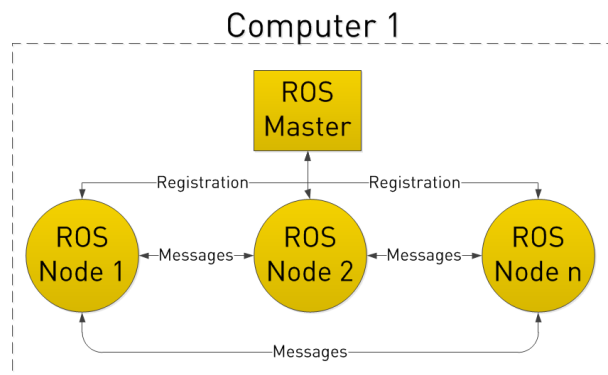 Computer 1
ROS
Master
Registration
Registration
ROS
Node 1
Messages
ROS
Node 2
Messages
ROS
Node n
Messages